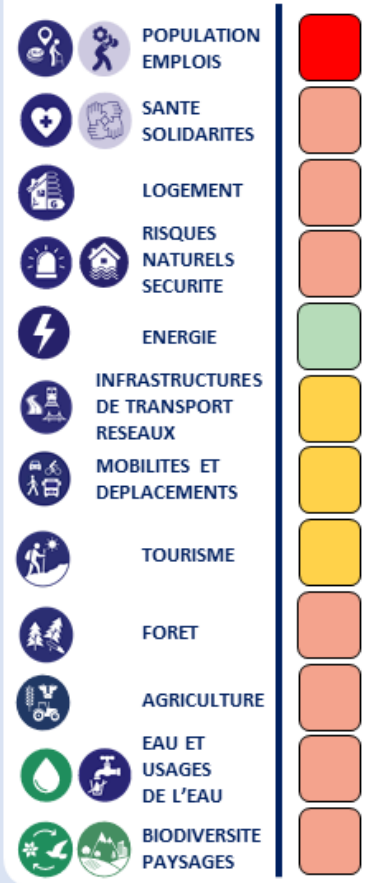 POPULATION
EMPLOIS
SANTE
SOLIDARITES
LOGEMENT
G
RISQUES
NATURELS
SECURITE
ENERGIE
INFRASTRUCTURES
DE TRANSPORT
RESEAUX
MOBILITES ET
DEPLACEMENTS
TOURISME
FORET
AGRICULTURE
EAU ET
USAGES
DE L’EAU
BIODIVERSITE
PAYSAGES